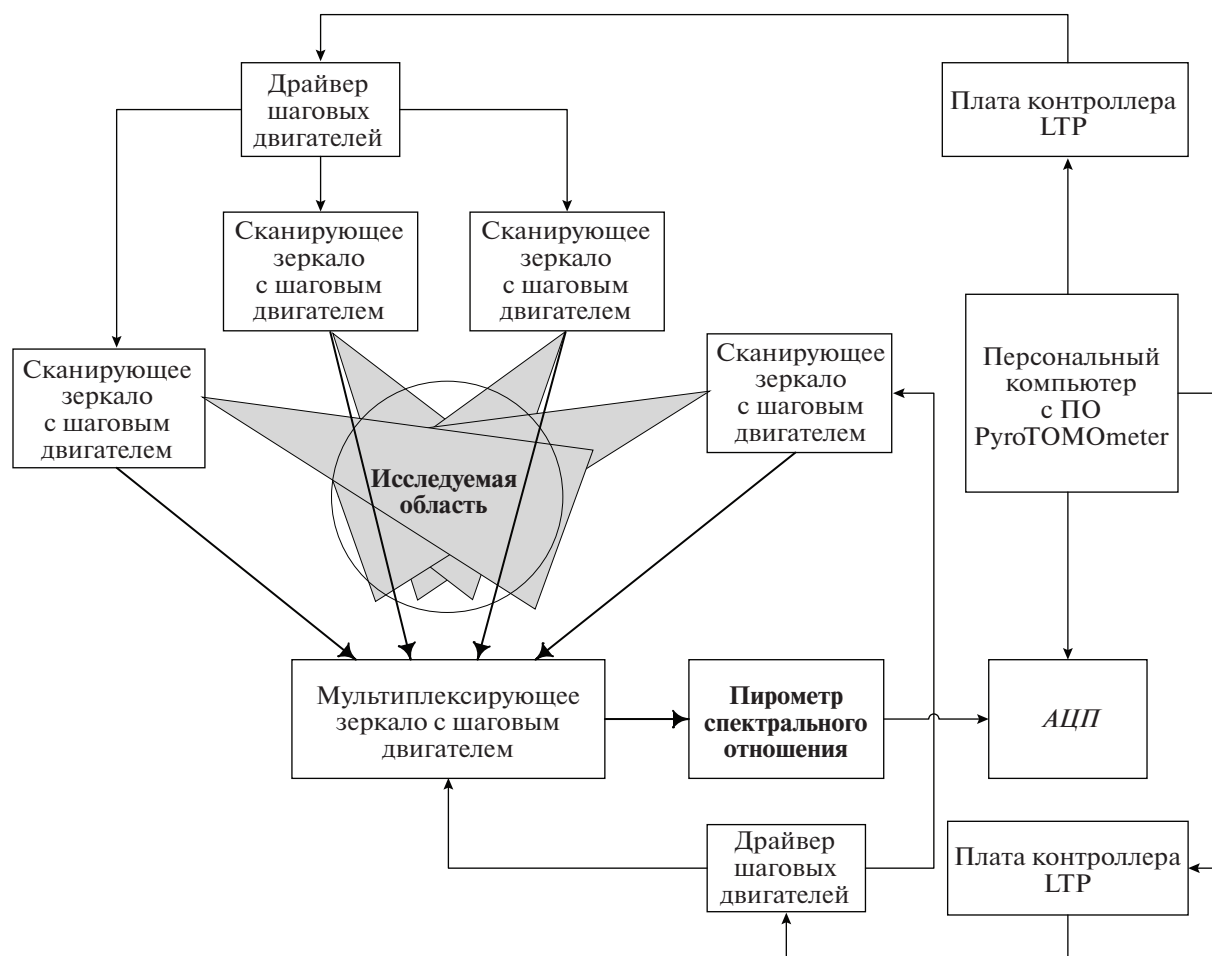 Драйвер
шаговых
двигателей
Плата контроллера
LTP
Сканирующее
зеркало
с шаговым
двигателем
Сканирующее
зеркало
с шаговым
двигателем
Сканирующее
зеркало
с шаговым
двигателем
Сканирующее
зеркало
с шаговым
двигателем
Персональный
компьютер
с ПО
PyroTOMOmeter
Исследуемая
область
Мультиплексирующее
зеркало с шаговым
двигателем
Пирометр
спектрального
отношения
АЦП
Драйвер
шаговых
двигателей
Плата контроллера
LTP